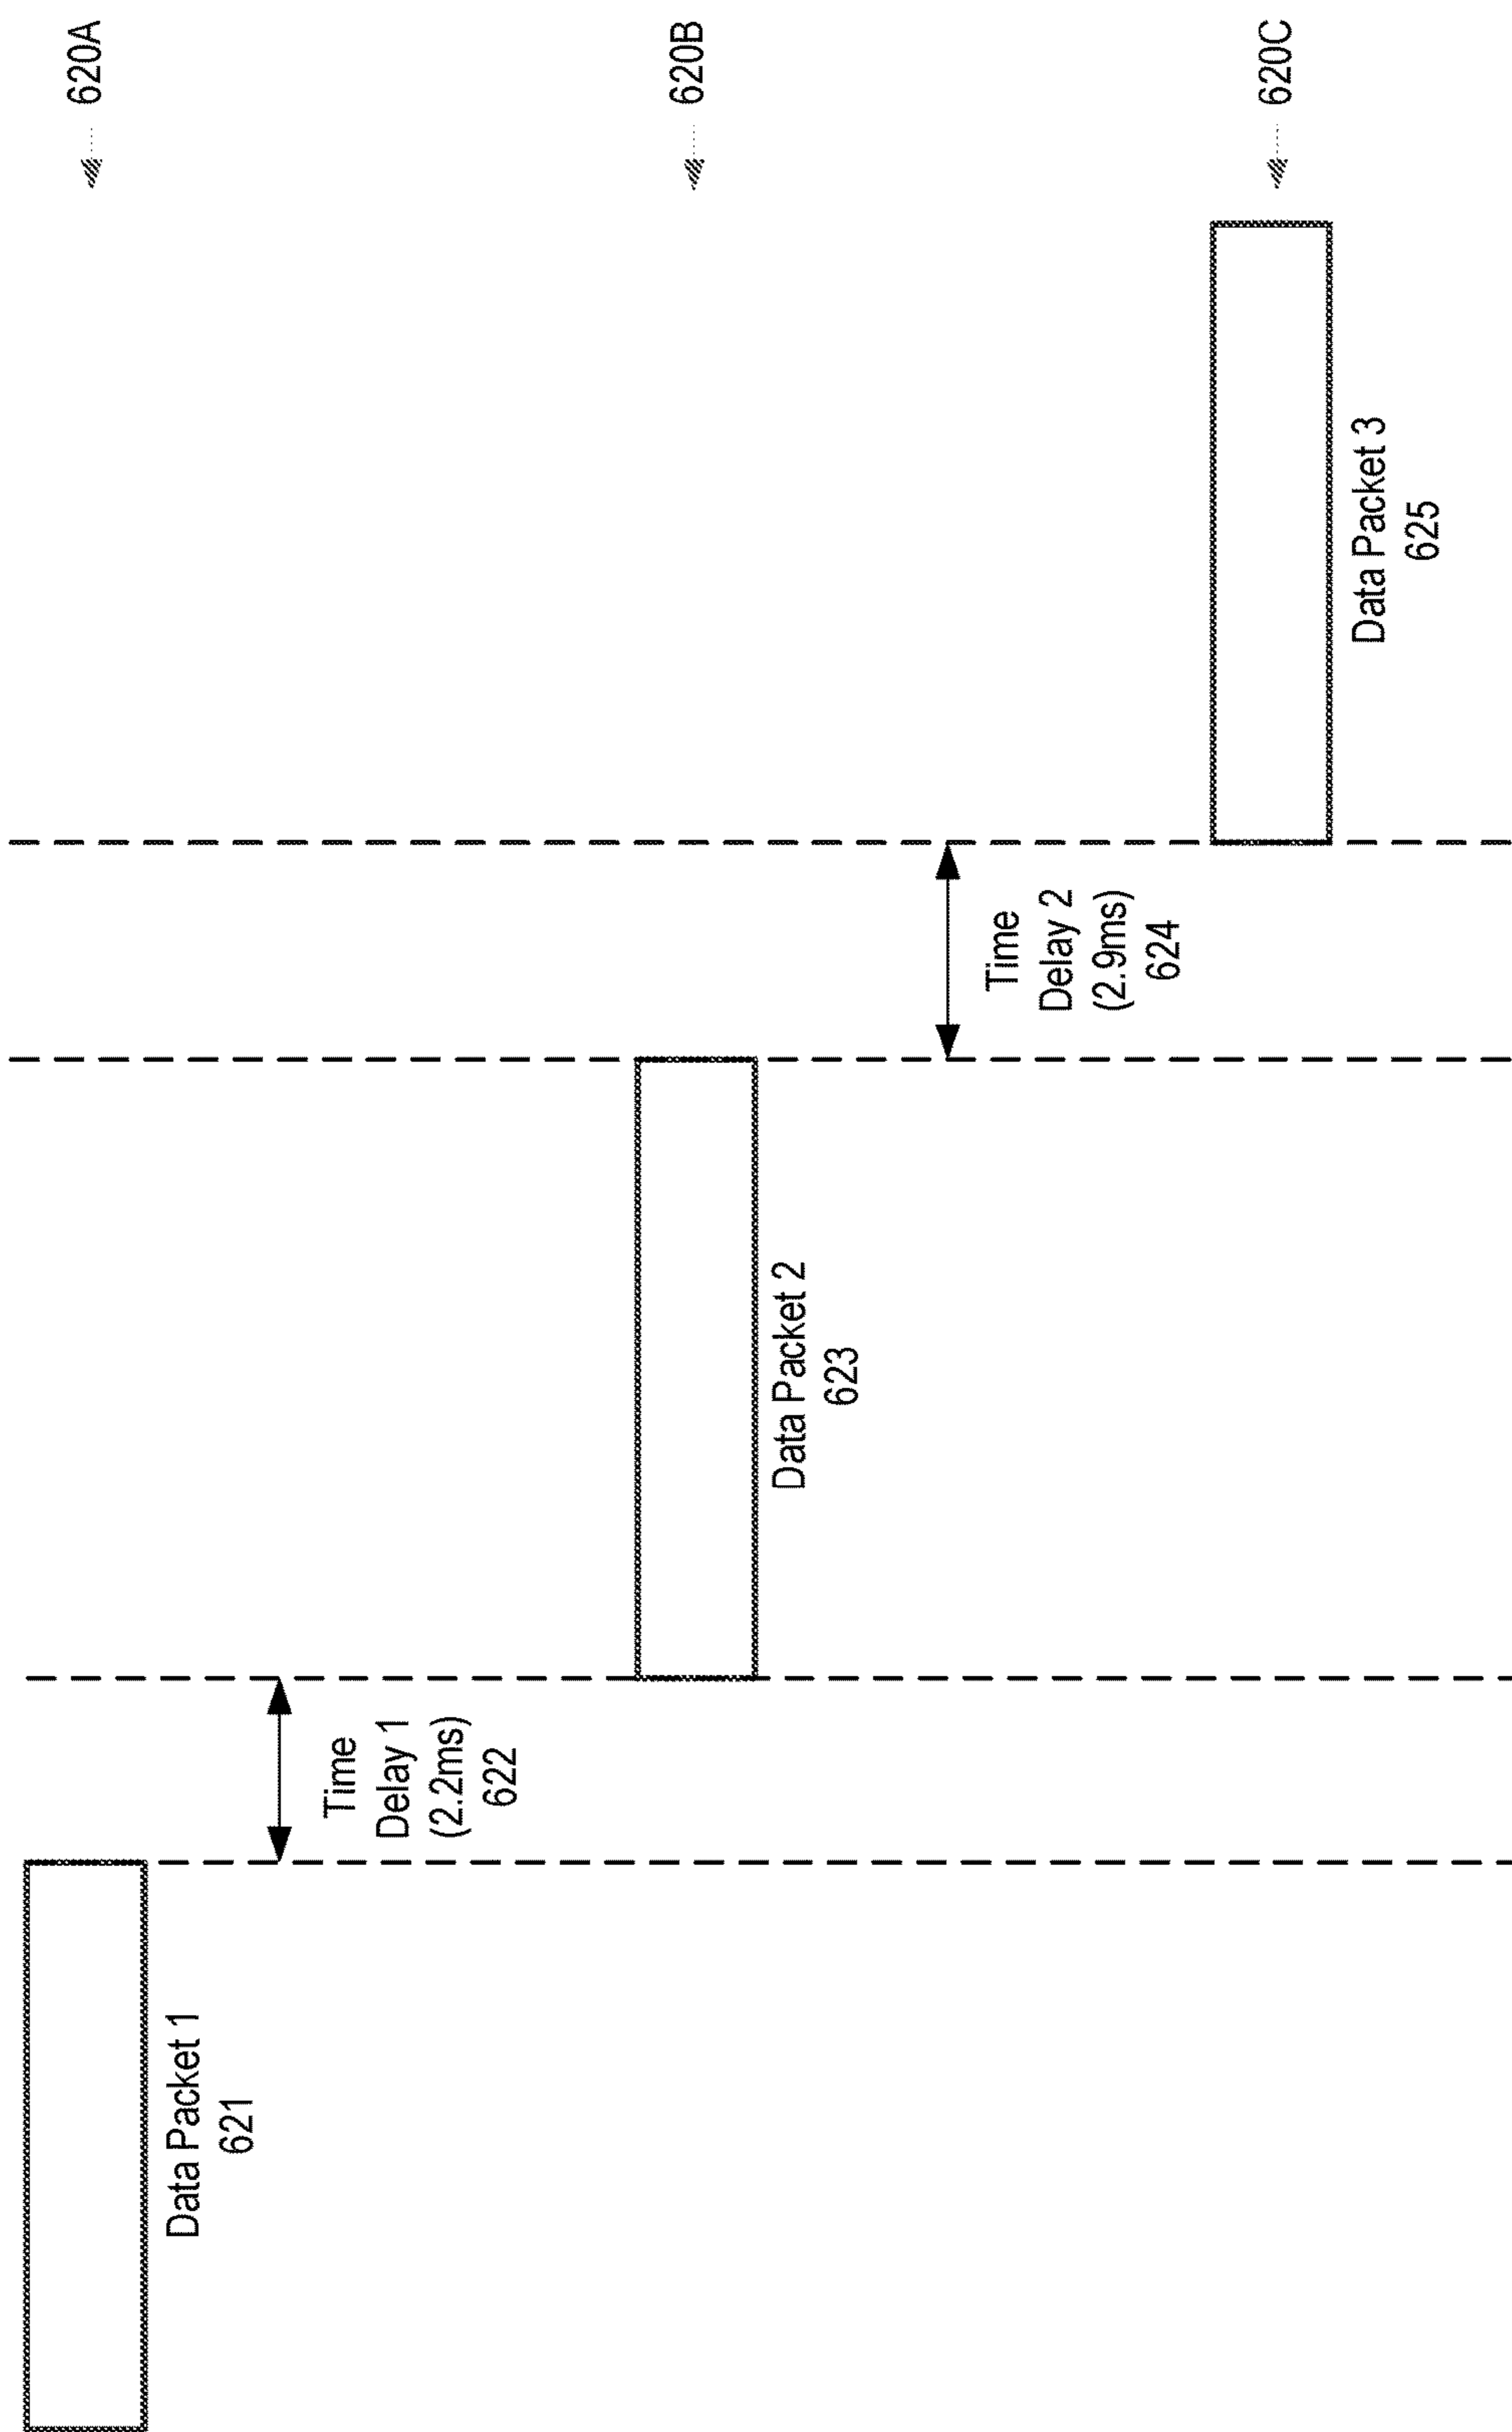 620A
620B
620C
Data Packet 1
621
Time
Delay 1
(2.2ms)
622
Data Packet 2
623
Time
Delay 2
(2.9ms)
624
Data Packet 3
625